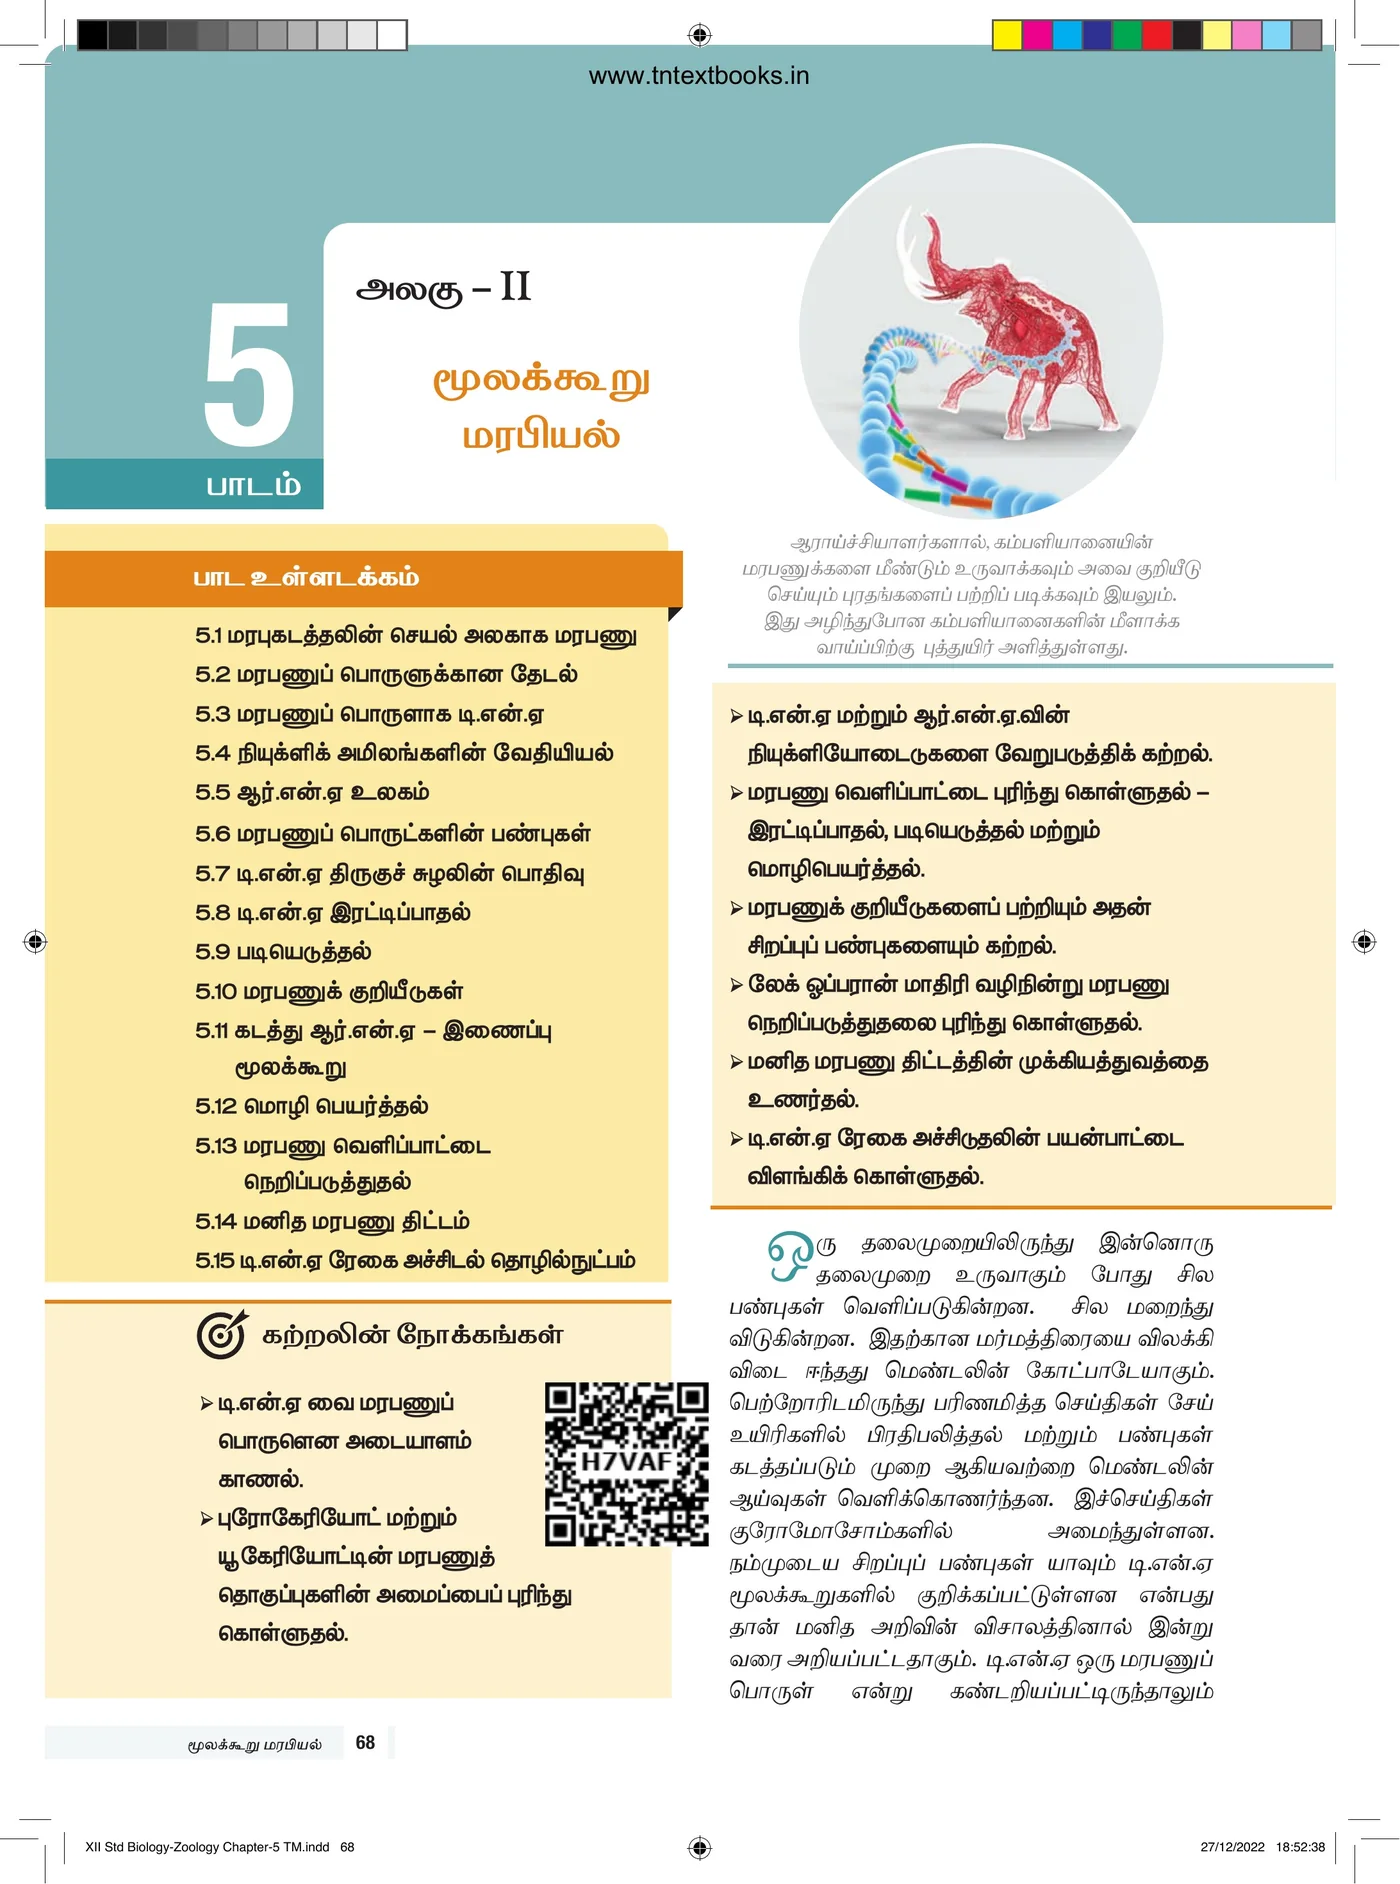 www.tntextbooks.in
அலகு – II
5
பாடம்
மூலக்கூறு
மரபியல்
ஆராய்ச்சியாளர்களால், கம்பளியானையின்
மரபணுக்களை மீண்டும் உருவாக்கவும் அவை குறியீடு
செய்யும் புரதங்களைப் பற்றிப் படிக்கவும் இயலும்.
இது அழிந்துபோன கம்பளியானைகளின் மீளாக்க
வாய்ப்பிற்கு புத்துயிர் அளித்துள்ளது.
பாட உள்ளடக்கம்
5.1 மரபுகடத்தலின் செயல் அலகாக மரபணு
5.2 மரபணுப் பொருளுக்கான தேடல்
5.3 மரபணுப் பொருளாக டி.என்.ஏ
5.4 நியுக்ளிக் அமிலங்களின் வேதியியல்
5.5 ஆர்.என்.ஏ உலகம்
5.6 மரபணுப் பொருட்களின் பண்புகள்
5.7 டி.என்.ஏ திருகுச் சுழலின் பொதிவு
5.8 டி.என்.ஏ இரட்டிப்பாதல்
5.9 படியெடுத்தல்
5.10 மரபணுக் குறியீடுகள்
5.11 கடத்து ஆர்.என்.ஏ – இணைப்பு
மூலக்கூறு
5.12 மொழி பெயர்த்தல்
5.13 மரபணு வெளிப்பாட்டை
நெறிப்படுத்துதல்
5.14 மனித மரபணு திட்டம்
5.15 டி.என்.ஏ ரேகை அச்சிடல் தொழில்நுட்பம்
கற்றலின் நோக்கங்கள்
➢ டி.என்.ஏ வை மரபணுப்
பொருளென அடையாளம்
காணல்.
➢ புரோகேரியோட் மற்றும்
யூகேரியோட்டின் மரபணுத்
தொகுப்புகளின் அமைப்பைப் புரிந்து
கொள்ளுதல்.
H7VAF
➢ டி.என்.ஏ மற்றும் ஆர்.என்.ஏ.வின்
நியுக்ளியோடைடுகளை வேறுபடுத்திக் கற்றல்.
➢ மரபணு வெளிப்பாட்டை புரிந்து கொள்ளுதல் –
இரட்டிப்பாதல், படியெடுத்தல் மற்றும்
மொழிபெயர்த்தல்.
➢ மரபணுக் குறியீடுகளைப் பற்றியும் அதன்
சிறப்புப் பண்புகளையும் கற்றல்.
➢ லேக் ஓப்பரான் மாதிரி வழிநின்று மரபணு
நெறிப்படுத்துதலை புரிந்து கொள்ளுதல்.
➢ மனித மரபணு திட்டத்தின் முக்கியத்துவத்தை
உணர்தல்.
➢ டி.என்.ஏ ரேகை அச்சிடுதலின் பயன்பாட்டை
விளங்கிக் கொள்ளுதல்.
ஒரு தலைமுறையிலிருந்து இன்னொரு
தலைமுறை உருவாகும் போது சில
பண்புகள் வெளிப்படுகின்றன. சில மறைந்து
விடுகின்றன. இதற்கான மர்மத்திரையை விலக்கி
விடை ஈந்தது மெண்டலின் கோட்பாடேயாகும்.
பெற்றோரிடமிருந்து பரிணமித்த செய்திகள் சேய்
உயிரிகளில் பிரதிபலித்தல் மற்றும் பண்புகள்
கடத்தப்படும் முறை ஆகியவற்றை மெண்டலின்
ஆய்வுகள் வெளிக்கொணர்ந்தன. இச்செய்திகள்
குரோமோசோம்களில் அமைந்துள்ளன.
நம்முடைய சிறப்புப் பண்புகள் யாவும் டி.என்.ஏ
மூலக்கூறுகளில் குறிக்கப்பட்டுள்ளன என்பது
தான் மனித அறிவின் விசாலத்தினால் இன்று
வரை அறியப்பட்டதாகும். டி.என்.ஏ ஒரு மரபணுப்
பொருள் என்று கண்டறியப்பட்டிருந்தாலும்
மூலக்கூறு மரபியல் 68
XII Std Biology-Zoology Chapter-5 TM.indd 68
27/12/2022 18:52:38